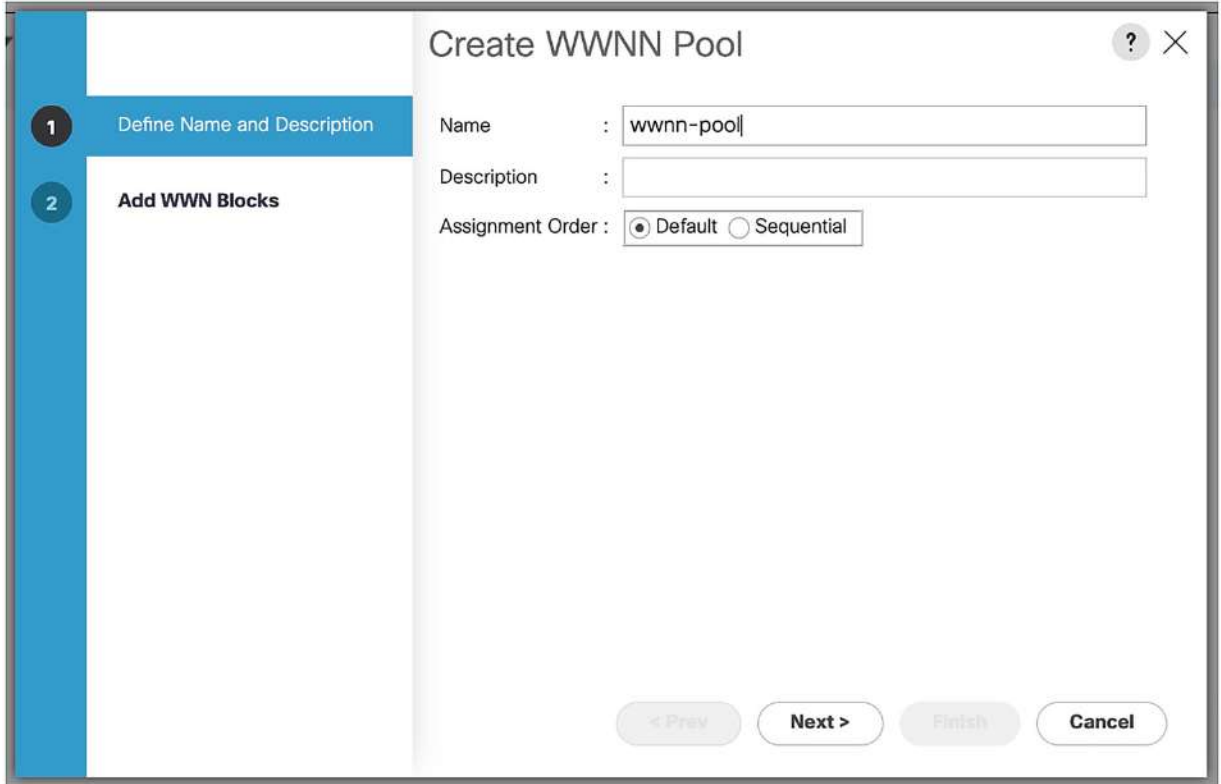 Create WWNN Pool
?
1 Define Name and Description
2 Add WWN Blocks
Name : wwnn-pool
Description :
Assignment Order : Default Sequential
< Prev Next > Finish Cancel